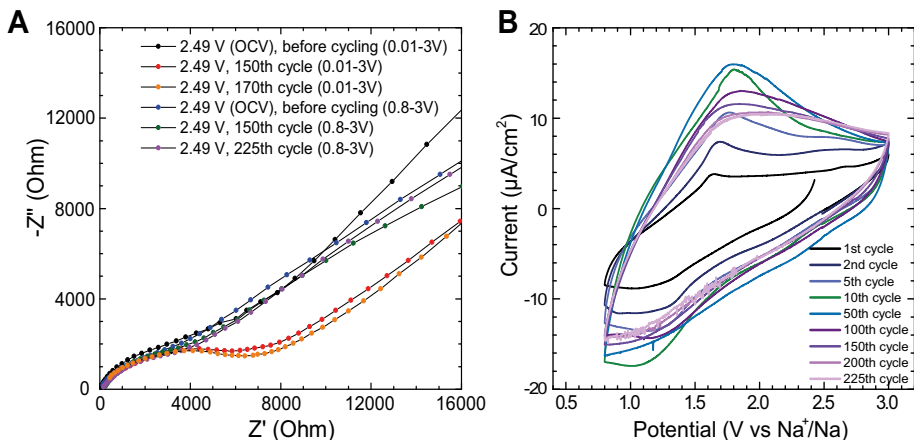 A
16000
12000
8000
4000
0
0
4000
8000
12000
16000
-Z" (Ohm)
Z' (Ohm)
2.49 V (OCV), before cycling (0.01-3V)
2.49 V, 150th cycle (0.01-3V)
2.49 V, 170th cycle (0.01-3V)
2.49 V (OCV), before cycling (0.8-3V)
2.49 V, 150th cycle (0.8-3V)
2.49 V, 225th cycle (0.8-3V)
B
20
10
0
-10
-20
0.5
1.0
1.5
2.0
2.5
3.0
Current (µA/cm²)
Potential (V vs Na⁺/Na)
1st cycle
2nd cycle
5th cycle
10th cycle
50th cycle
100th cycle
150th cycle
200th cycle
225th cycle